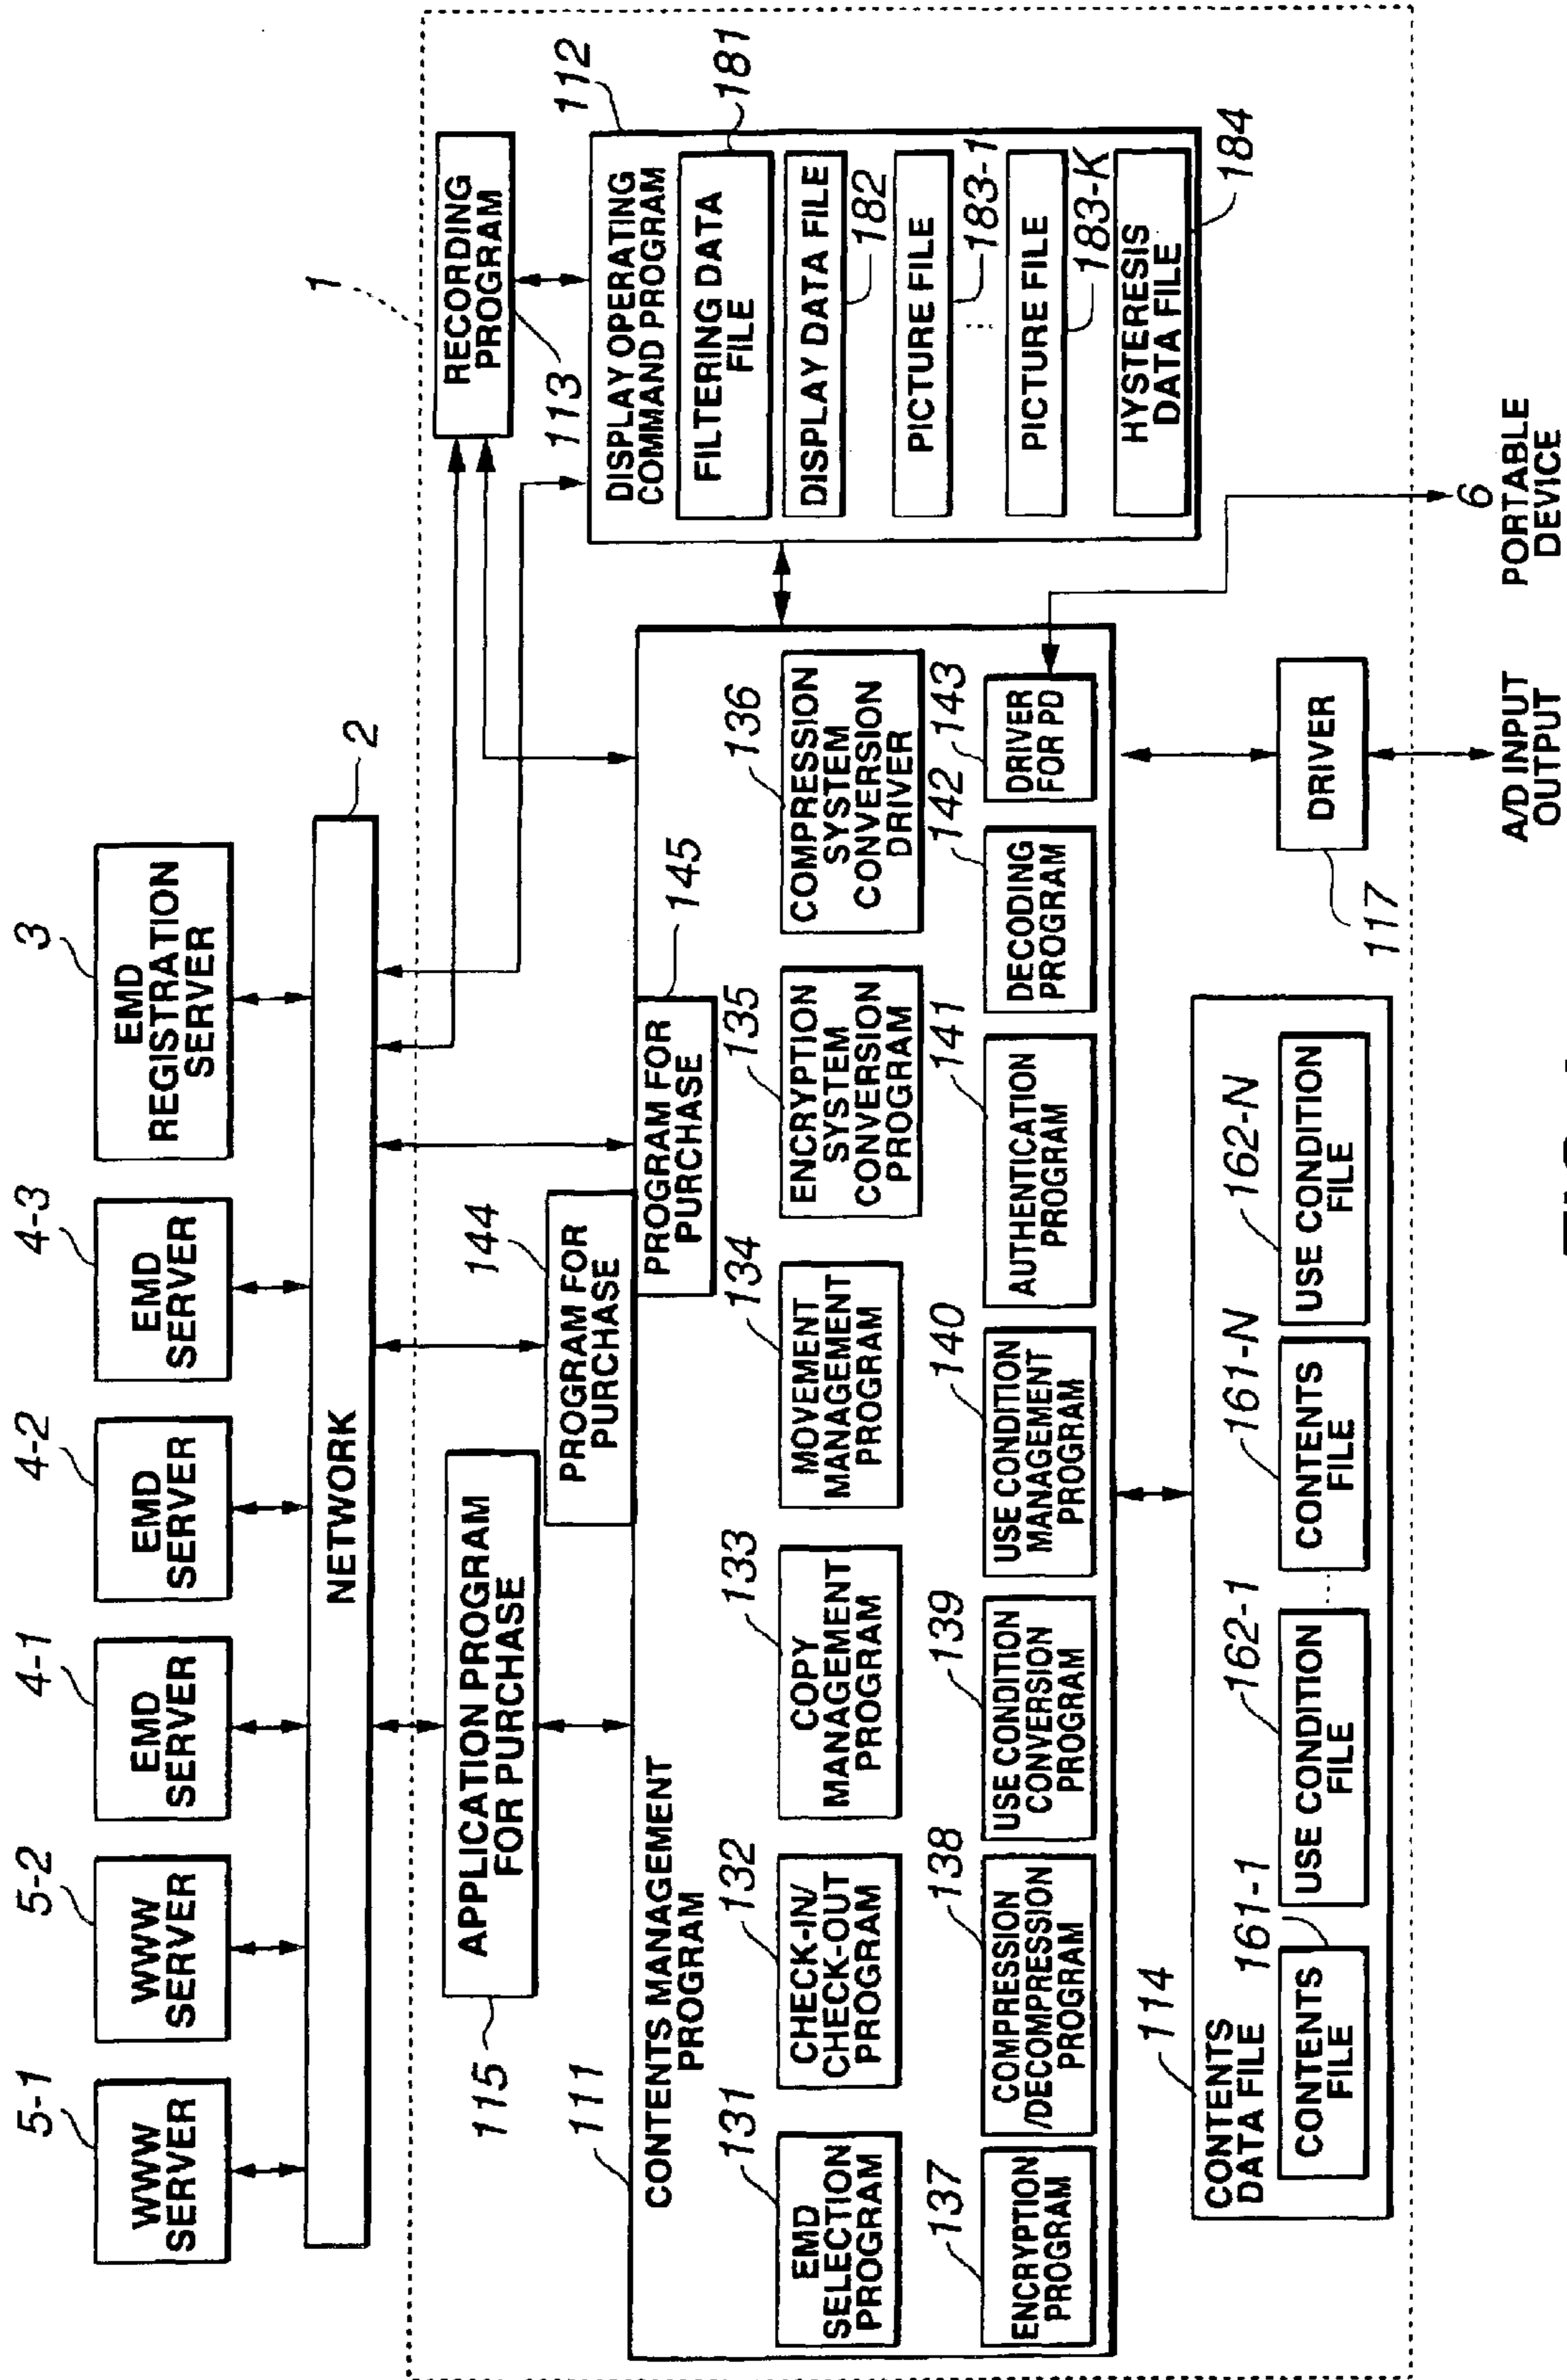 5-1
WWW
SERVER
5-2
WWW
SERVER
4-1
EMD
SERVER
4-2
EMD
SERVER
4-3
EMD
SERVER
3
EMD
REGISTRATION
SERVER
NETWORK
2
1
115
APPLICATION PROGRAM
FOR PURCHASE
144
PROGRAM FOR
PURCHASE
145
PROGRAM FOR
PURCHASE
RECORDING
PROGRAM
113
111
CONTENTS MANAGEMENT
PROGRAM
131
EMD
SELECTION
PROGRAM
132
CHECK-IN/
CHECK-OUT
PROGRAM
133
COPY
MANAGEMENT
PROGRAM
134
MOVEMENT
MANAGEMENT
PROGRAM
135
ENCRYPTION
SYSTEM
CONVERSION
PROGRAM
136
COMPRESSION
SYSTEM
CONVERSION
DRIVER
137
ENCRYPTION
PROGRAM
138
COMPRESSION
/DECOMPRESSION
PROGRAM
139
USE CONDITION
CONVERSION
PROGRAM
140
USE CONDITION
MANAGEMENT
PROGRAM
141
AUTHENTICATION
PROGRAM
142
DECODING
PROGRAM
143
DRIVER
FOR PD
112
DISPLAY OPERATING
COMMAND PROGRAM
FILTERING DATA
FILE
181
DISPLAY DATA FILE
182
PICTURE FILE
183-1
PICTURE FILE
183-K
HYSTERESIS
DATA FILE
184
114
CONTENTS
DATA FILE
161-1
CONTENTS
FILE
162-1
USE CONDITION
FILE
161-N
CONTENTS
FILE
162-N
USE CONDITION
FILE
117
DRIVER
A/D INPUT
OUTPUT
6
PORTABLE
DEVICE